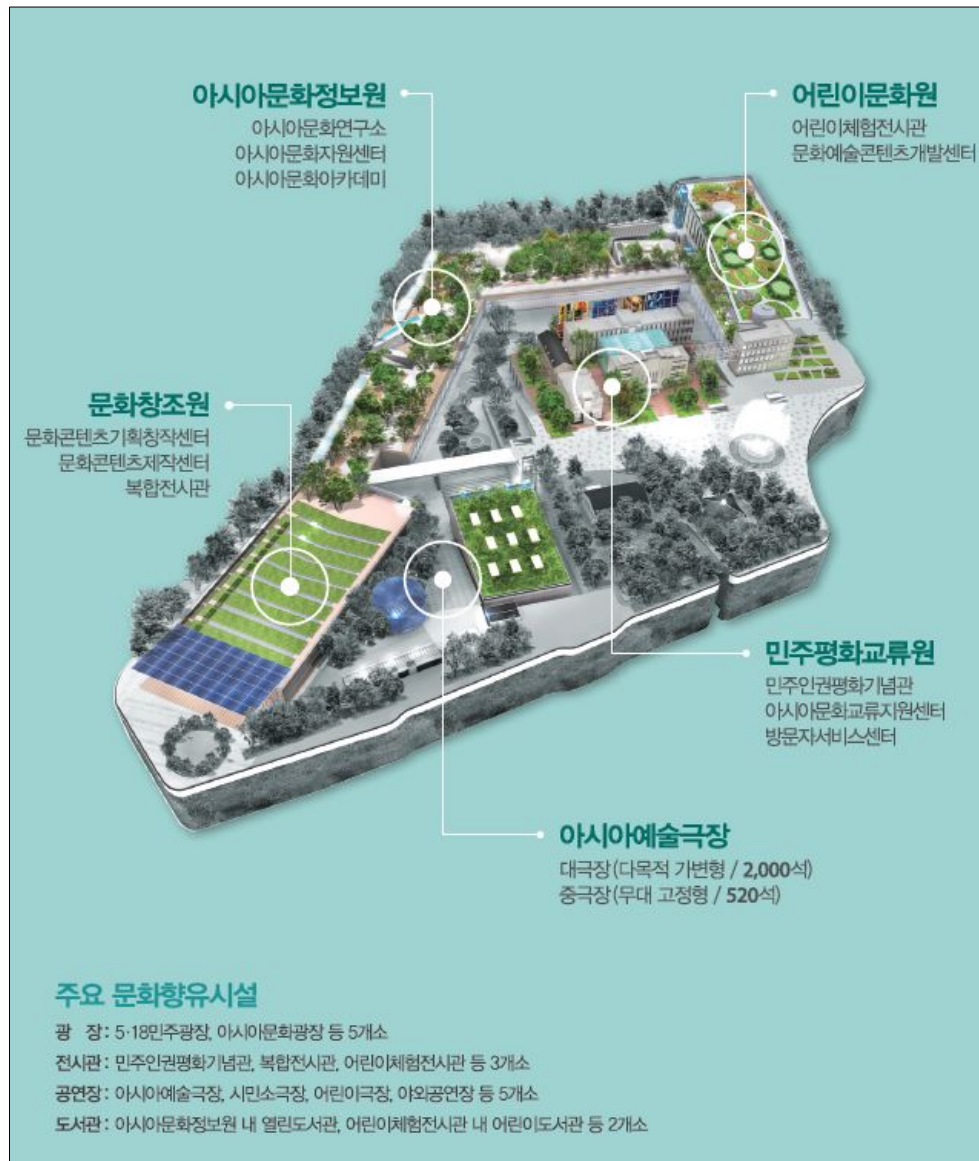 아시아문화정보원
아시아문화연구소
아시아문화자원센터
아시아문화아카데미
어린이문화원
어린이체험전시관
문화예술콘텐츠개발센터
문화창조원
문화콘텐츠기획창작센터
문화콘텐츠제작센터
복합전시관
민주평화교류원
민주인권평화기념관
아시아문화교류지원센터
방문자서비스센터
아시아예술극장
대극장(다목적 가변형 / 2,000석)
중극장(무대 고정형 / 520석)
주요 문화향유시설
광 장 : 5·18민주광장, 아시아문화광장 등 5개소
전시관 : 민주인권평화기념관, 복합전시관, 어린이체험전시관 등 3개소
공연장 : 아시아예술극장, 시민소극장, 어린이극장, 야외공연장 등 5개소
도서관 : 아시아문화정보원 내 열린도서관, 어린이체험전시관 내 어린이도서관 등 2개소